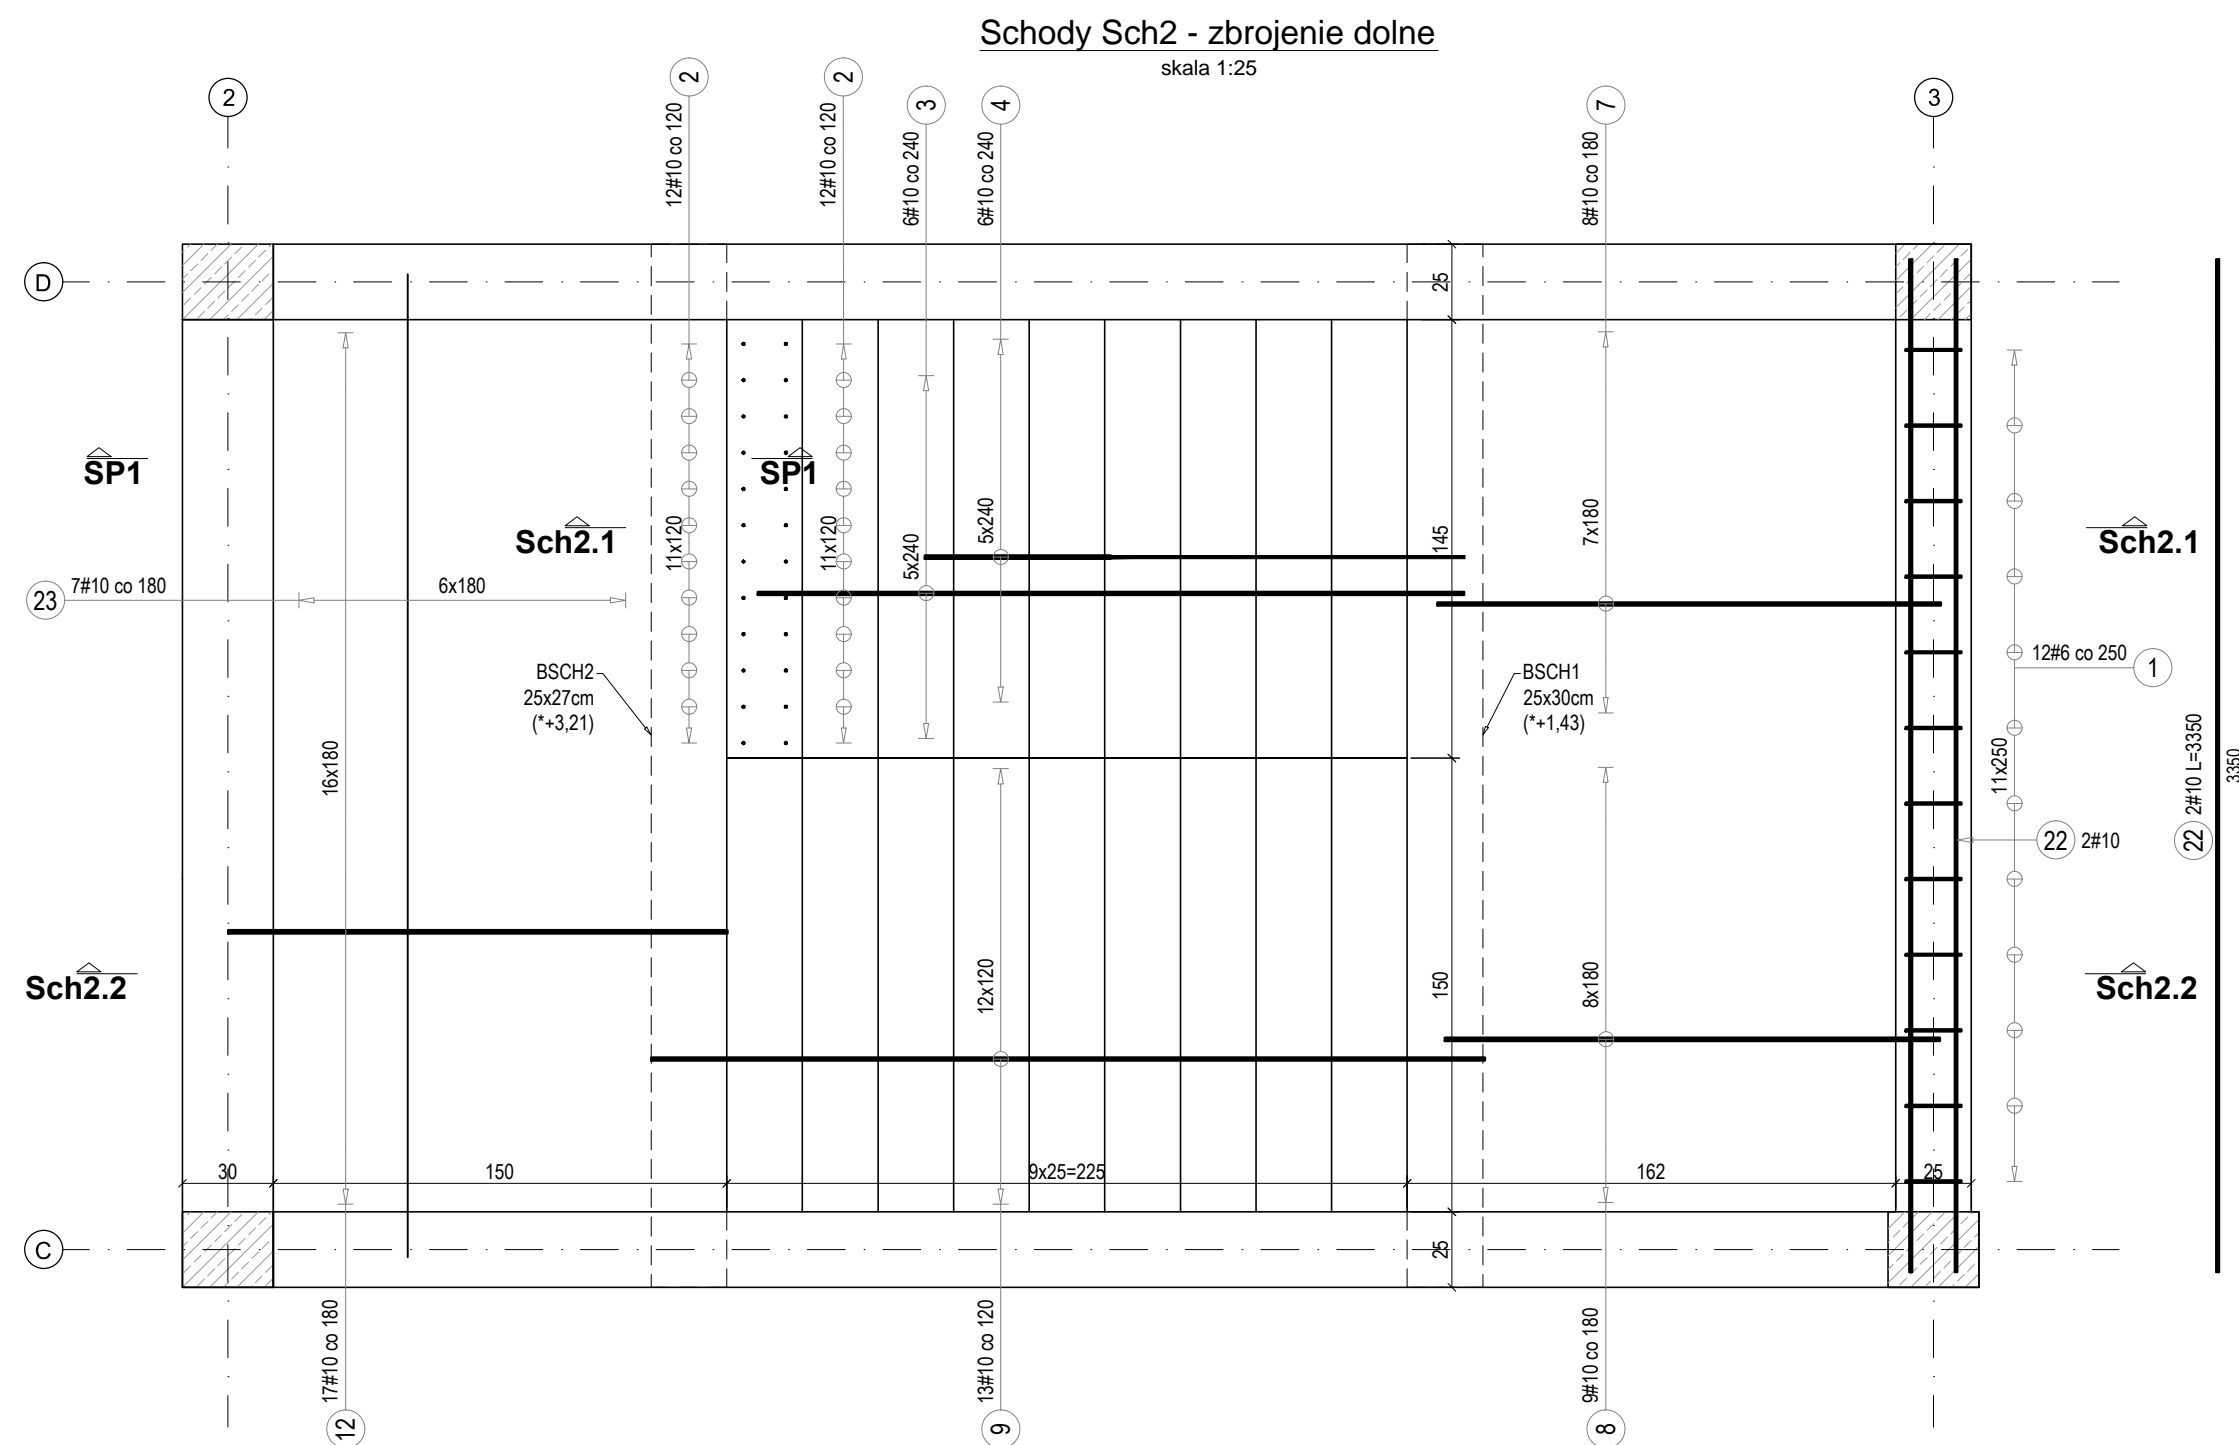 Schody Sch2 - zbrojenie dolne
skala 1:25
2
2
2
3
4
7
3
12#10 co 120
12#10 co 120
6#10 co 240
6#10 co 240
8#10 co 180
D
25
SP1
SP1
Sch2.1
Sch2.1
11x120
11x120
5x240
5x240
145
7x180
23
7#10 co 180
6x180
BSCH2
25x27cm
(*+3,21)
BSCH1
25x30cm
(*+1,43)
12#6 co 250
1
16x180
11x250
2#10 L=3350
22
3350
22
2#10
Sch2.2
Sch2.2
12x120
150
8x180
30
150
9x25=225
162
25
C
25
17#10 co 180
13#10 co 120
9#10 co 180
12
9
8